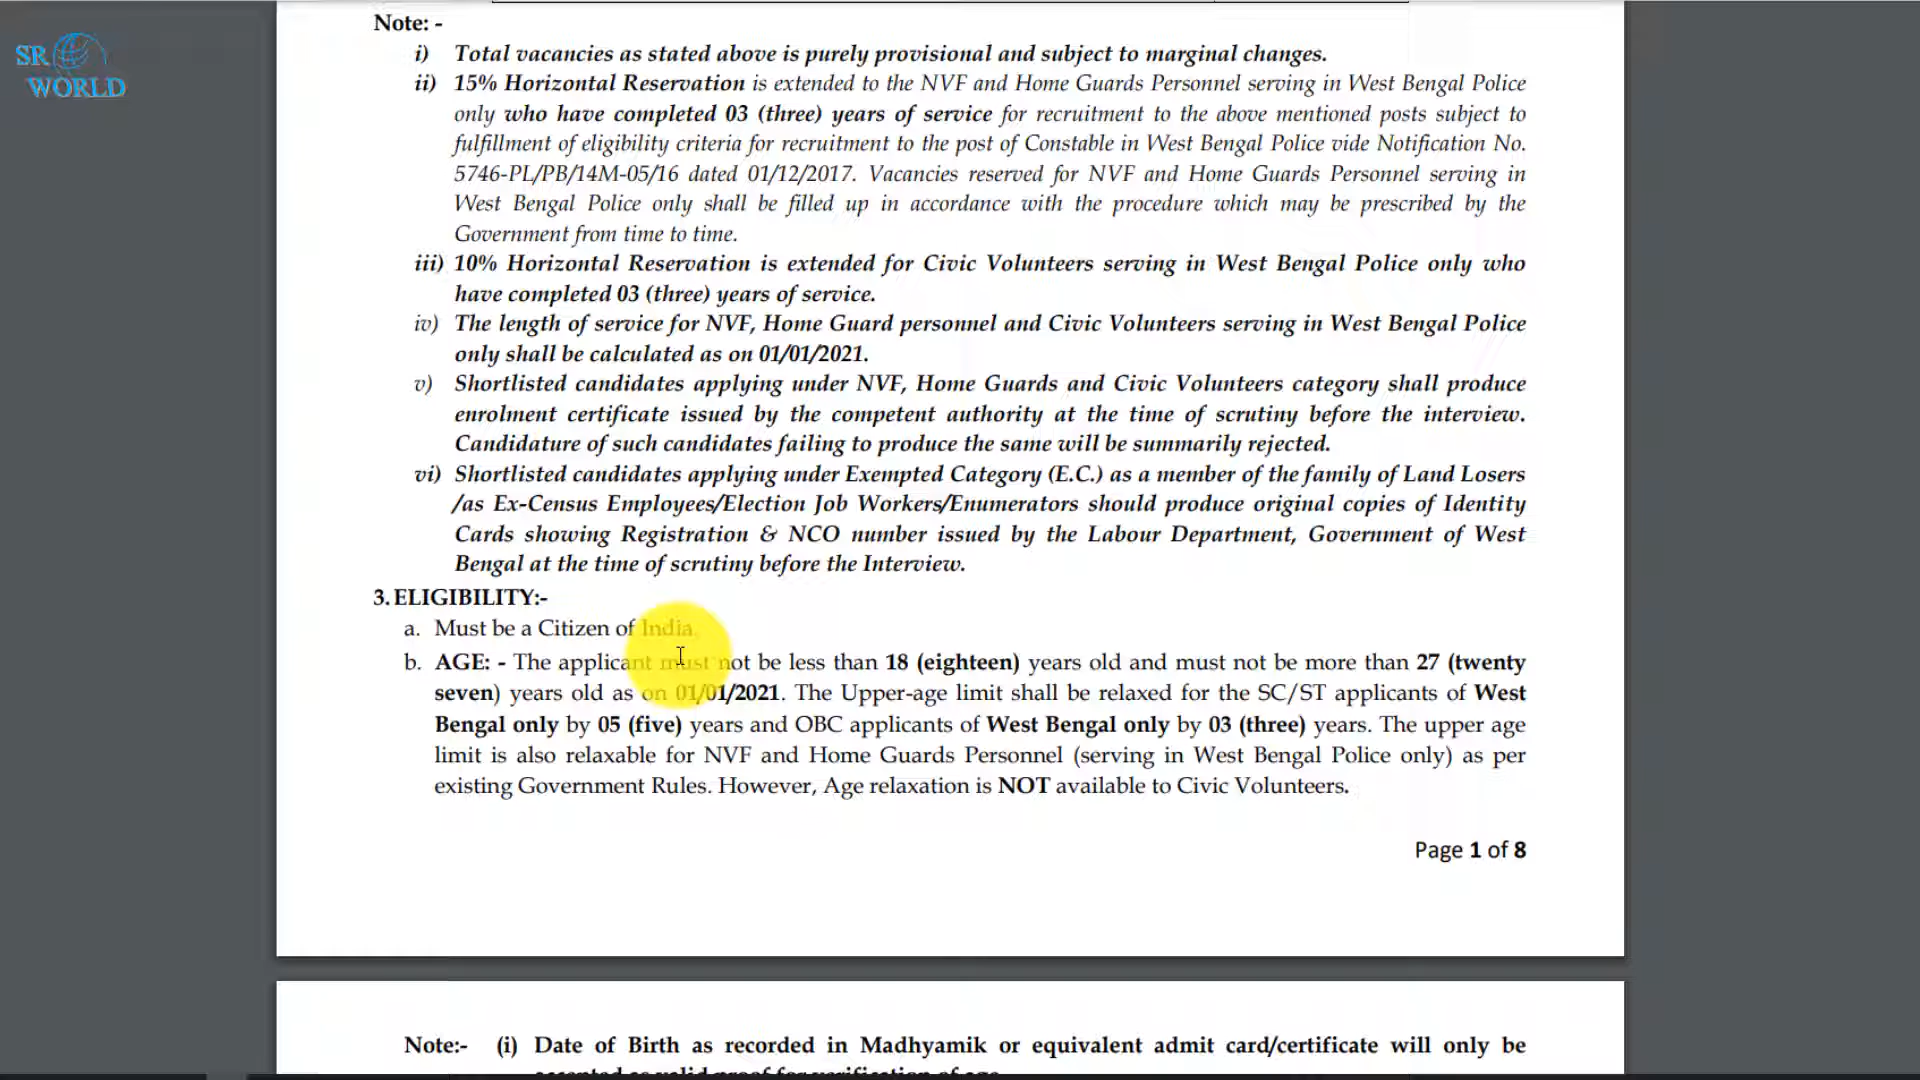 SR
WORLD
Note: -
i) Total vacancies as stated above is purely provisional and subject to marginal changes.
ii) 15% Horizontal Reservation is extended to the NVF and Home Guards Personnel serving in West Bengal Police
only who have completed 03 (three) years of service for recruitment to the above mentioned posts subject to
fulfillment of eligibility criteria for recruitment to the post of Constable in West Bengal Police vide Notification No.
5746-PL/PB/14M-05/16 dated 01/12/2017. Vacancies reserved for NVF and Home Guards Personnel serving in
West Bengal Police only shall be filled up in accordance with the procedure which may be prescribed by the
Government from time to time.
iii) 10% Horizontal Reservation is extended for Civic Volunteers serving in West Bengal Police only who
have completed 03 (three) years of service.
iv) The length of service for NVF, Home Guard personnel and Civic Volunteers serving in West Bengal Police
only shall be calculated as on 01/01/2021.
v) Shortlisted candidates applying under NVF, Home Guards and Civic Volunteers category shall produce
enrolment certificate issued by the competent authority at the time of scrutiny before the interview.
Candidature of such candidates failing to produce the same will be summarily rejected.
vi) Shortlisted candidates applying under Exempted Category (E.C.) as a member of the family of Land Losers
/as Ex-Census Employees/Election Job Workers/Enumerators should produce original copies of Identity
Cards showing Registration & NCO number issued by the Labour Department, Government of West
Bengal at the time of scrutiny before the Interview.
3. ELIGIBILITY:-
a. Must be a Citizen of India.
b. AGE: - The applicant must not be less than 18 (eighteen) years old and must not be more than 27 (twenty
seven) years old as on 01/01/2021. The Upper-age limit shall be relaxed for the SC/ST applicants of West
Bengal only by 05 (five) years and OBC applicants of West Bengal only by 03 (three) years. The upper age
limit is also relaxable for NVF and Home Guards Personnel (serving in West Bengal Police only) as per
existing Government Rules. However, Age relaxation is NOT available to Civic Volunteers.
Page 1 of 8
Note:- (i) Date of Birth as recorded in Madhyamik or equivalent admit card/certificate will only be
accepted as valid proof for verification of age.